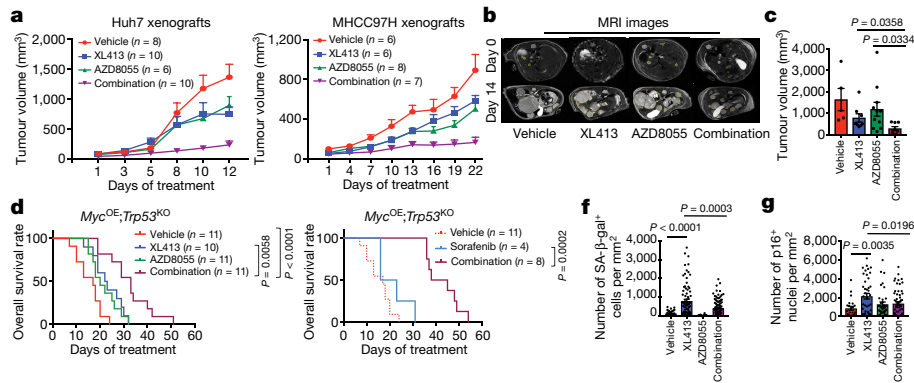 a
Huh7 xenografts
Tumour volume (mm³)
2,000
1,500
1,000
500
0
Vehicle (n = 8)
XL413 (n = 10)
AZD8055 (n = 6)
Combination (n = 10)
1 3 5 8 10 12
Days of treatment
MHCC97H xenografts
Tumour volume (mm³)
1,200
800
400
0
Vehicle (n = 6)
XL413 (n = 6)
AZD8055 (n = 8)
Combination (n = 7)
1 4 7 10 13 16 19 22
Days of treatment
b
MRI images
Day 0
Day 14
Vehicle XL413 AZD8055 Combination
c
P = 0.0358
P = 0.0334
Tumour volume (mm³)
4,000
3,000
2,000
1,000
0
Vehicle
XL413
AZD8055
Combination
d
Myc^OE;Trp53^KO
Overall survival rate
100
50
0
Vehicle (n = 11)
XL413 (n = 10)
AZD8055 (n = 11)
Combination (n = 11)
P = 0.0058
P < 0.0001
0 10 20 30 40 50 60
Days of treatment
Myc^OE;Trp53^KO
Overall survival rate
100
50
0
Vehicle (n = 11)
Sorafenib (n = 4)
Combination (n = 8)
P = 0.0002
0 10 20 30 40 50 60
Days of treatment
f
P = 0.0003
P < 0.0001
Number of SA-β-gal⁺
cells per mm²
4,000
3,000
2,000
1,000
0
Vehicle
XL413
AZD8055
Combination
g
P = 0.0196
P = 0.0035
Number of p16⁺
nuclei per mm²
8,000
6,000
4,000
2,000
0
Vehicle
XL413
AZD8055
Combination